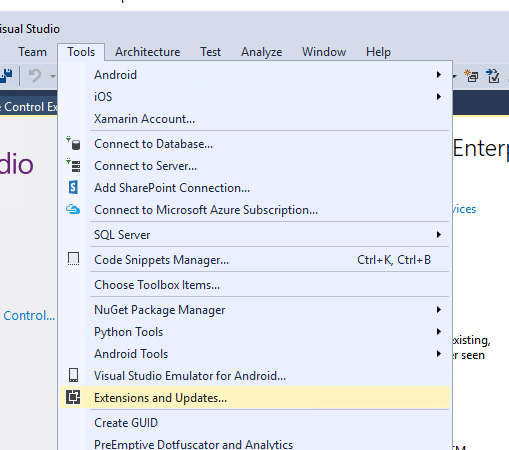 isual Studio
Team Tools Architecture Test Analyze Window Help
Control Ex
Android
iOS
Xamarin Account...
Connect to Database...
Connect to Server...
Add SharePoint Connection...
Connect to Microsoft Azure Subscription...
SQL Server
Code Snippets Manager... Ctrl+K, Ctrl+B
Choose Toolbox Items...
NuGet Package Manager
Python Tools
Android Tools
Visual Studio Emulator for Android...
Extensions and Updates...
Create GUID
PreEmptive Dotfuscator and Analytics
dio
Control...
Enterp
vices
existing,
er seen